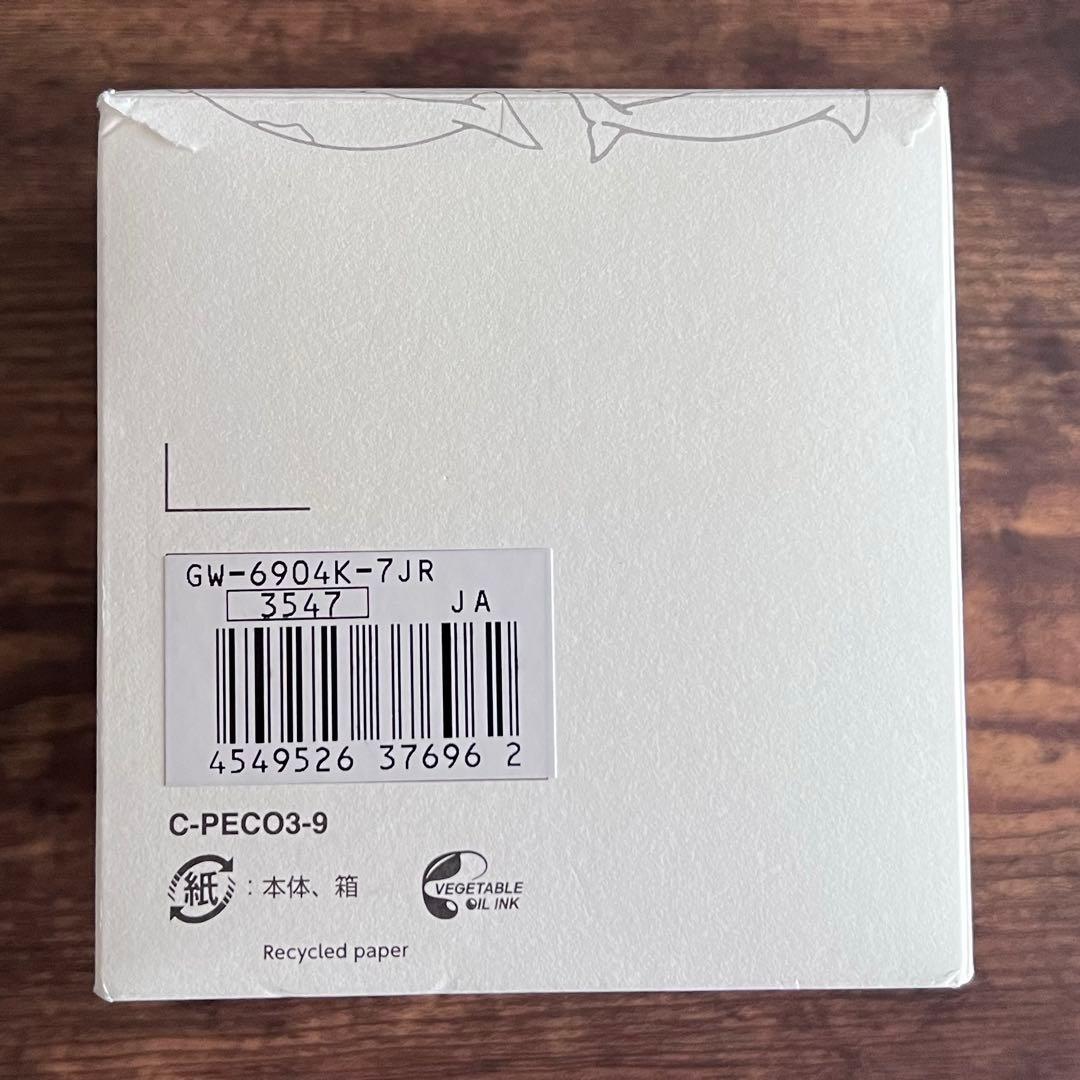 GW-6904K-7JR
3547 JA
4549526 37696 2
C-PECO3-9
紙:本体、箱
VEGETABLE
OIL INK
Recycled paper